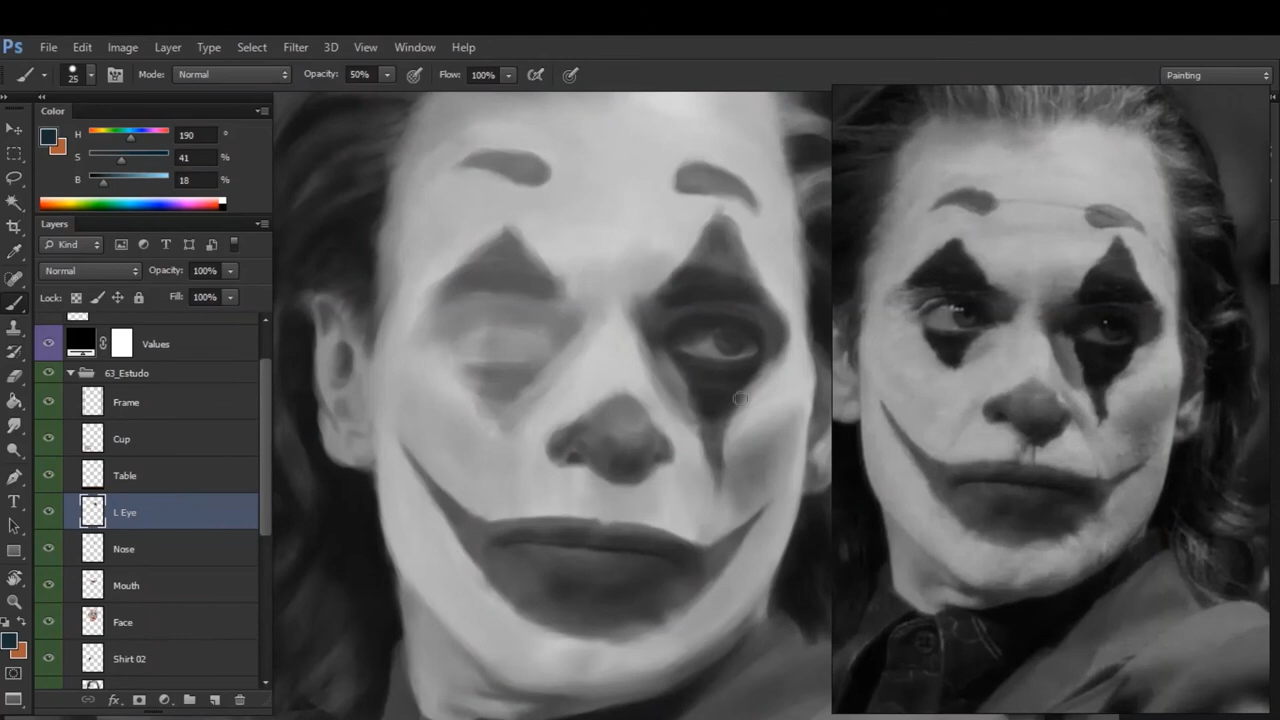 Ps File Edit Image Layer Type Select Filter 3D View Window Help
25 Mode: Normal Opacity: 50% Flow: 100% Painting
Color
H 190 °
S 41 %
B 18 %
Layers
Kind T
Normal Opacity: 100%
Lock: Fill: 100%
Values
63_Estudo
Frame
Cup
Table
L Eye
Nose
Mouth
Face
Shirt 02
fx